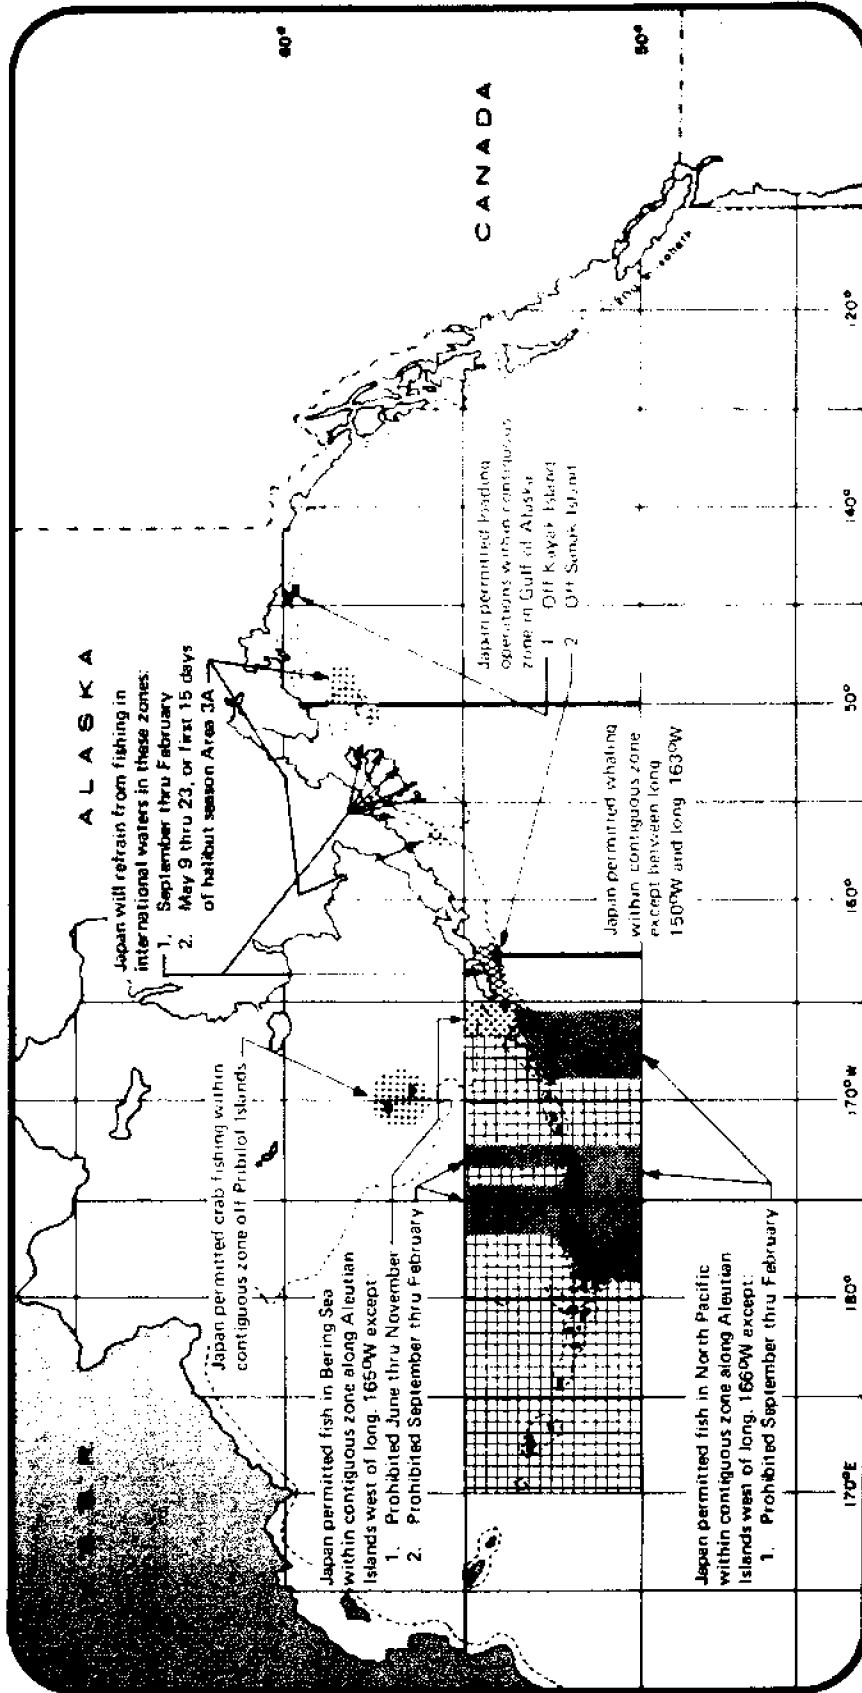 ALASKA
CANADA
60°
50°
Japan will refrain from fishing in
international waters in these zones:
1. September thru February
2. May 9 thru 23, or first 15 days
of halibut season Area 3A
Japan permitted crab fishing within
contiguous zone off Pribilof Islands
Japan permitted fish in Bering Sea
within contiguous zone along Aleutian
Islands west of long. 165°W except:
1. Prohibited June thru November
2. Prohibited September thru February
Japan permitted loading
operations within contiguous
zone in Gulf of Alaska
1 Off Kayak Island
2 Off Sanak Island
Japan permitted whaling
within contiguous zone
except between long
150°W and long 163°W
Japan permitted fish in North Pacific
within contiguous zone along Aleutian
Islands west of long. 166°W except:
1. Prohibited September thru February
170°E
180°
170°W
160°
50°
140°
120°